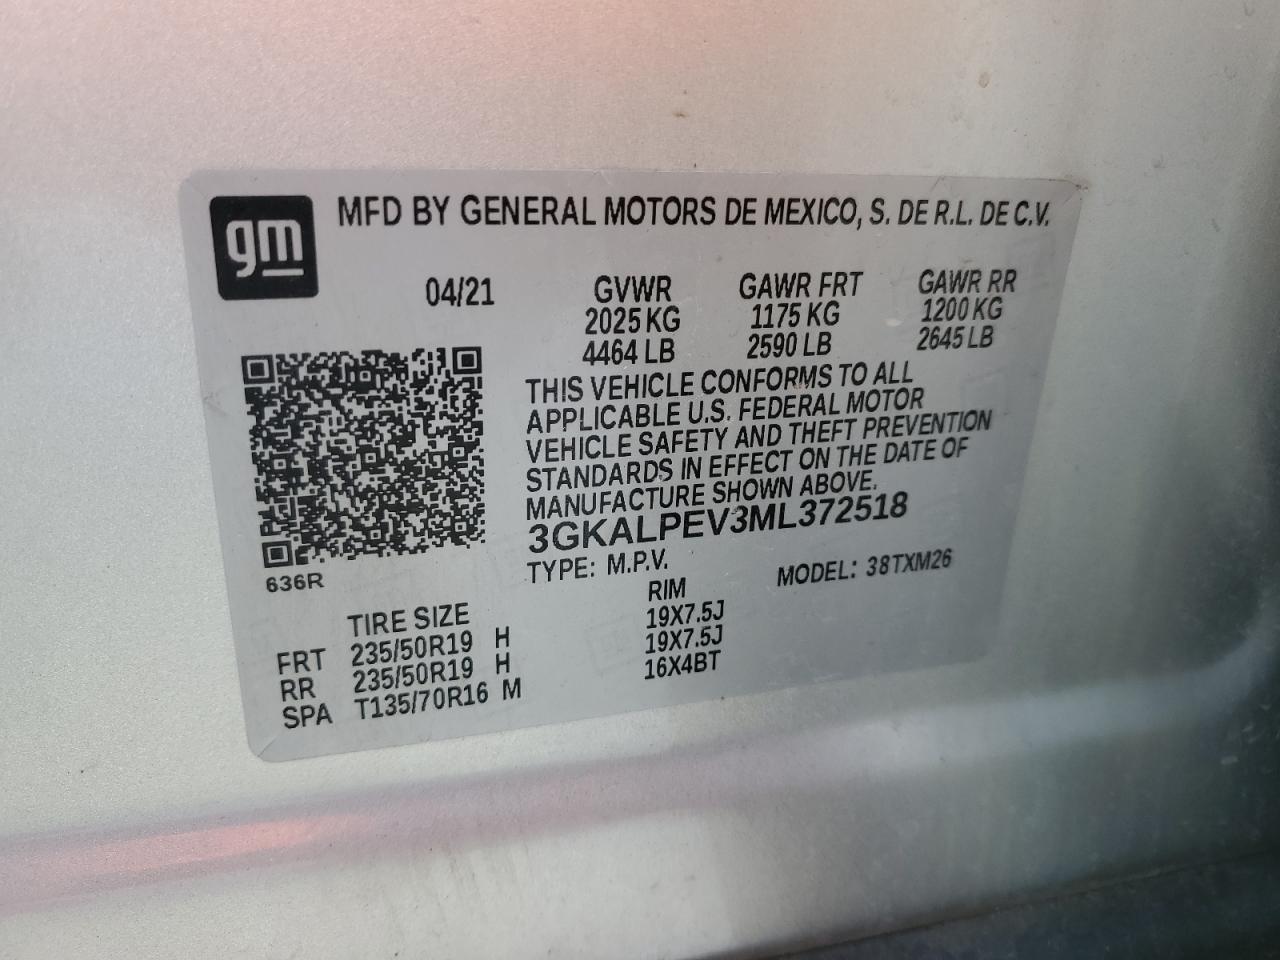 gm
MFD BY GENERAL MOTORS DE MEXICO, S. DE R.L. DE C.V.
04/21 GVWR GAWR FRT GAWR RR
2025 KG 1175 KG 1200 KG
4464 LB 2590 LB 2645 LB
THIS VEHICLE CONFORMS TO ALL
APPLICABLE U.S. FEDERAL MOTOR
VEHICLE SAFETY AND THEFT PREVENTION
STANDARDS IN EFFECT ON THE DATE OF
MANUFACTURE SHOWN ABOVE.
3GKALPEV3ML372518
636R
TYPE: M.P.V. MODEL: 38TXM26
TIRE SIZE RIM
FRT 235/50R19 H 19X7.5J
RR 235/50R19 H 19X7.5J
SPA T135/70R16 M 16X4BT